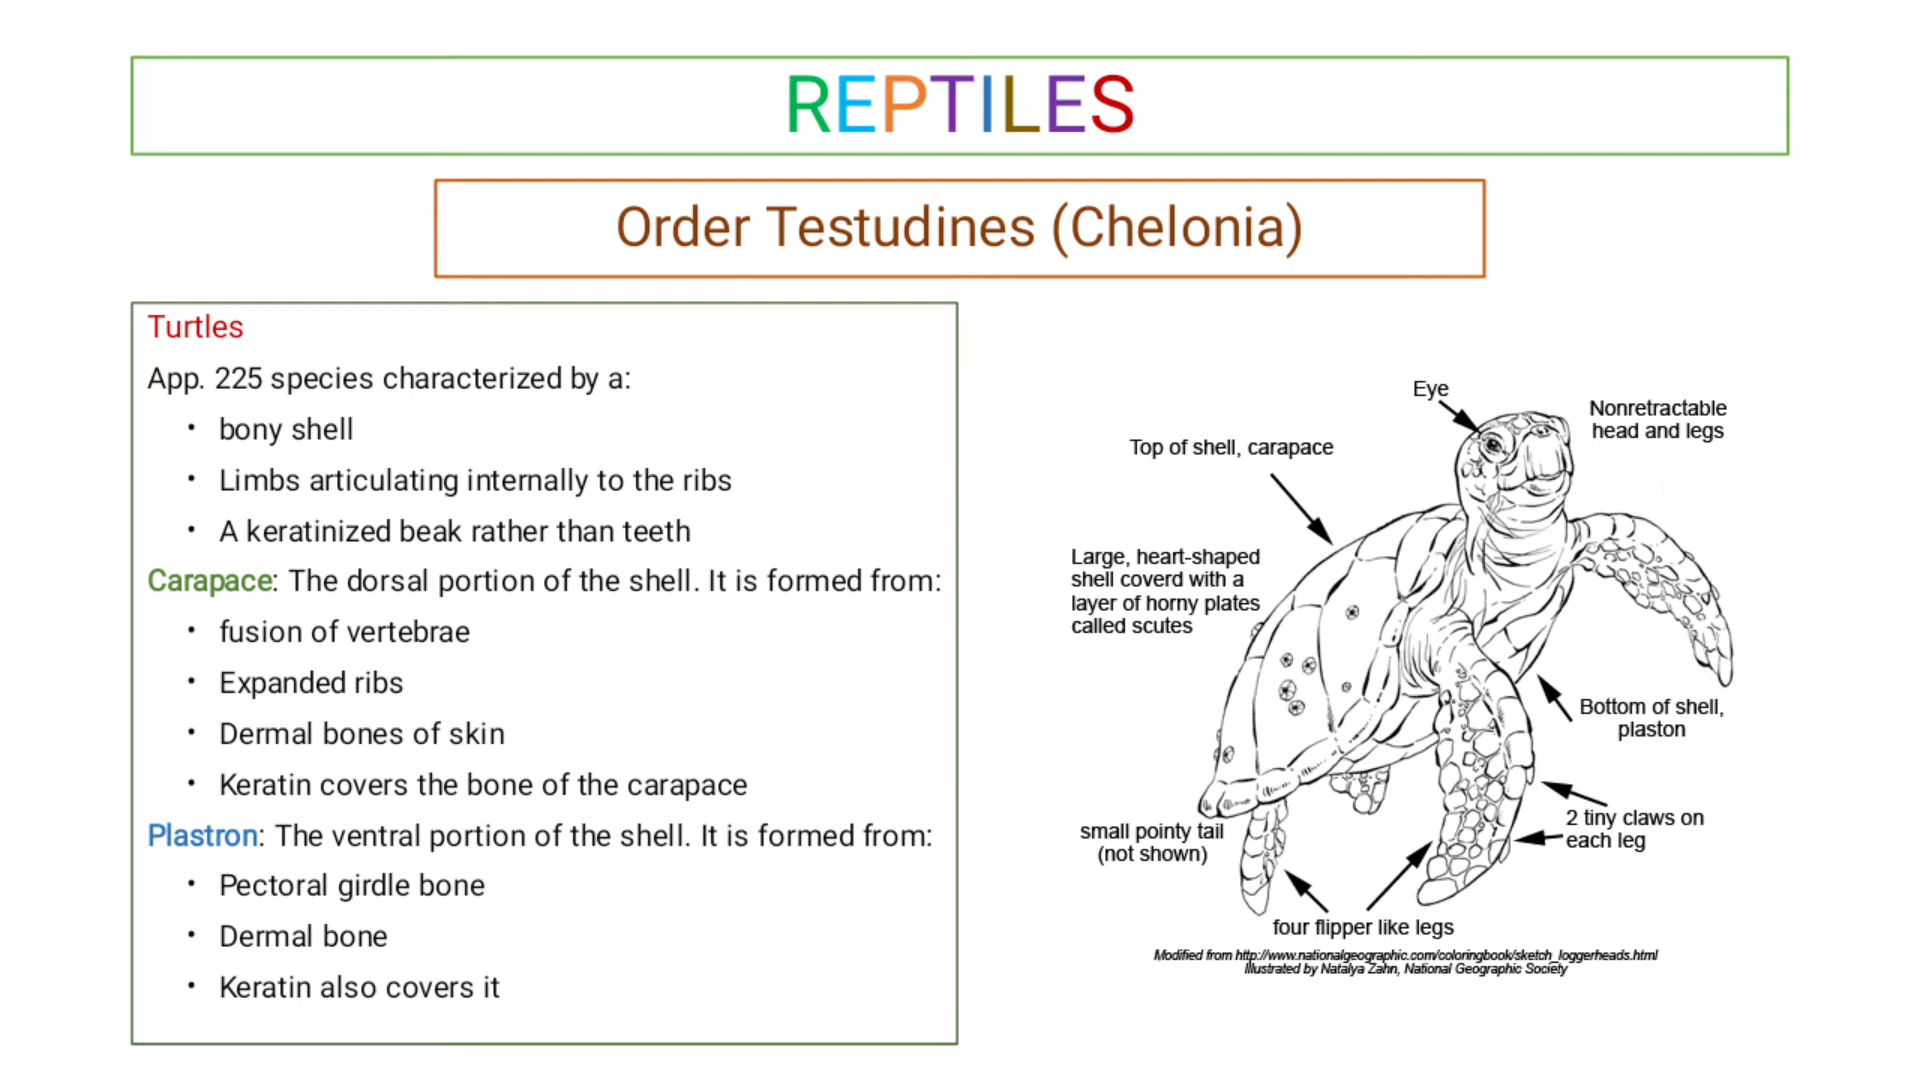 REPTILES
Order Testudines (Chelonia)
Turtles
App. 225 species characterized by a:
• bony shell
• Limbs articulating internally to the ribs
• A keratinized beak rather than teeth
Carapace: The dorsal portion of the shell. It is formed from:
• fusion of vertebrae
• Expanded ribs
• Dermal bones of skin
• Keratin covers the bone of the carapace
Plastron: The ventral portion of the shell. It is formed from:
• Pectoral girdle bone
• Dermal bone
• Keratin also covers it
Eye
Nonretractable
head and legs
Top of shell, carapace
Large, heart-shaped
shell coverd with a
layer of horny plates
called scutes
Bottom of shell,
plaston
2 tiny claws on
each leg
small pointy tail
(not shown)
four flipper like legs
Modified from http://www.nationalgeographic.com/coloringbook/sketch_loggerheads.html
Illustrated by Natalya Zahn, National Geographic Society